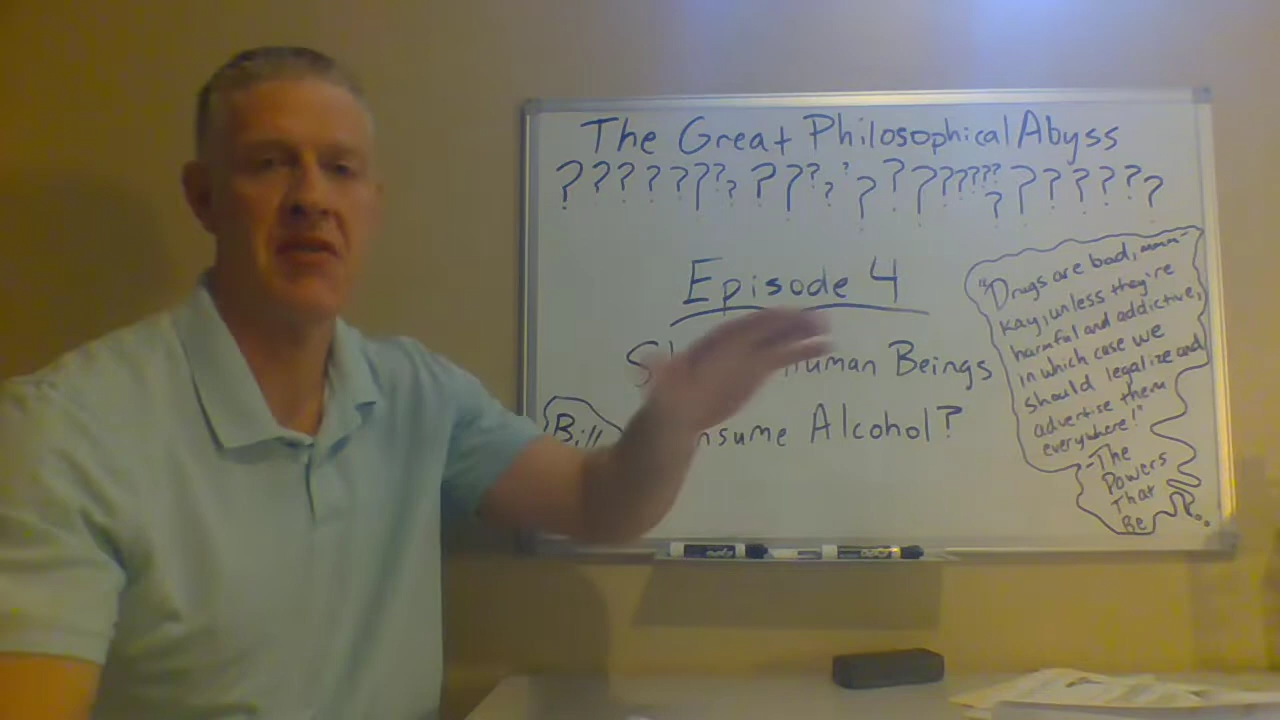 The Great Philosophical Abyss
????????????????????????????
Episode 4
Human Beings
Alcohol?
Bill
"Drugs are bad, mmm-
kay, unless they're
harmful and addictive,
in which case we
should legalize and
advertise them
everywhere!"
-The
Powers
That
Be